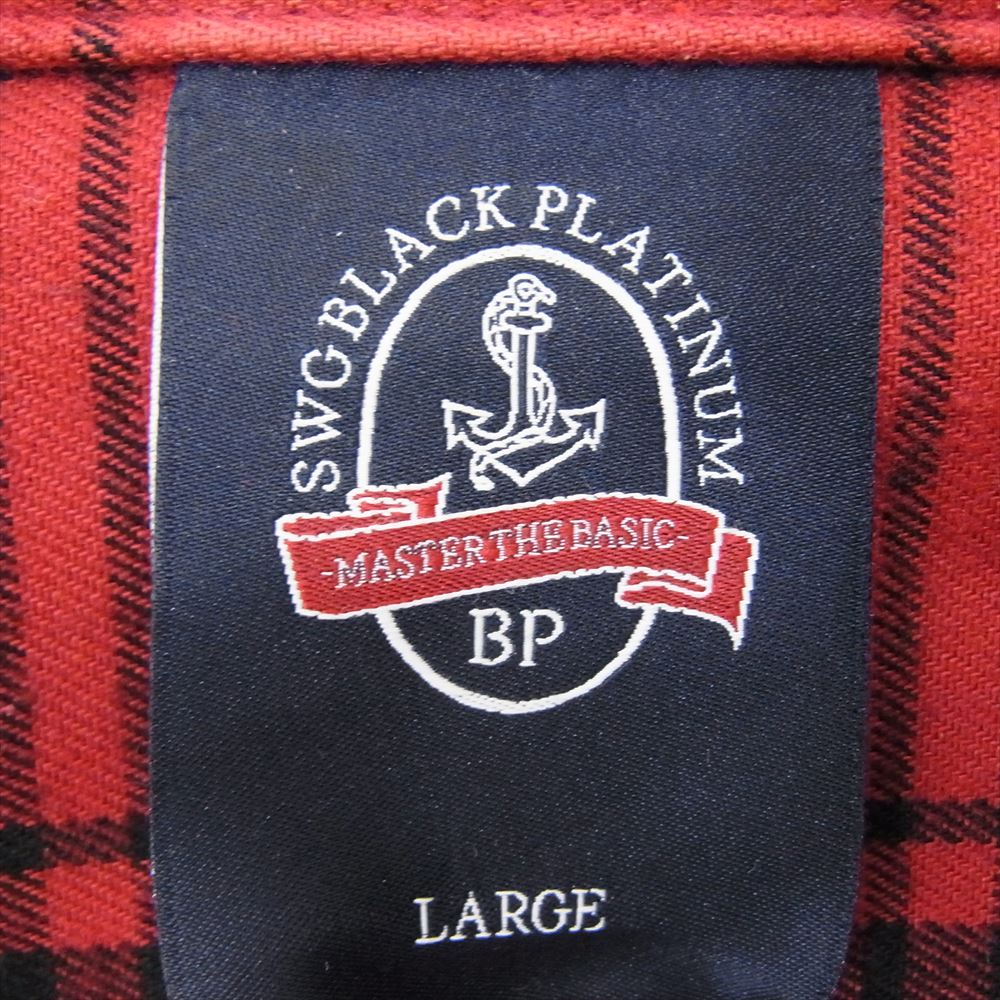 SWG BLACK PLATINUM
-MASTER THE BASIC-
BP
LARGE